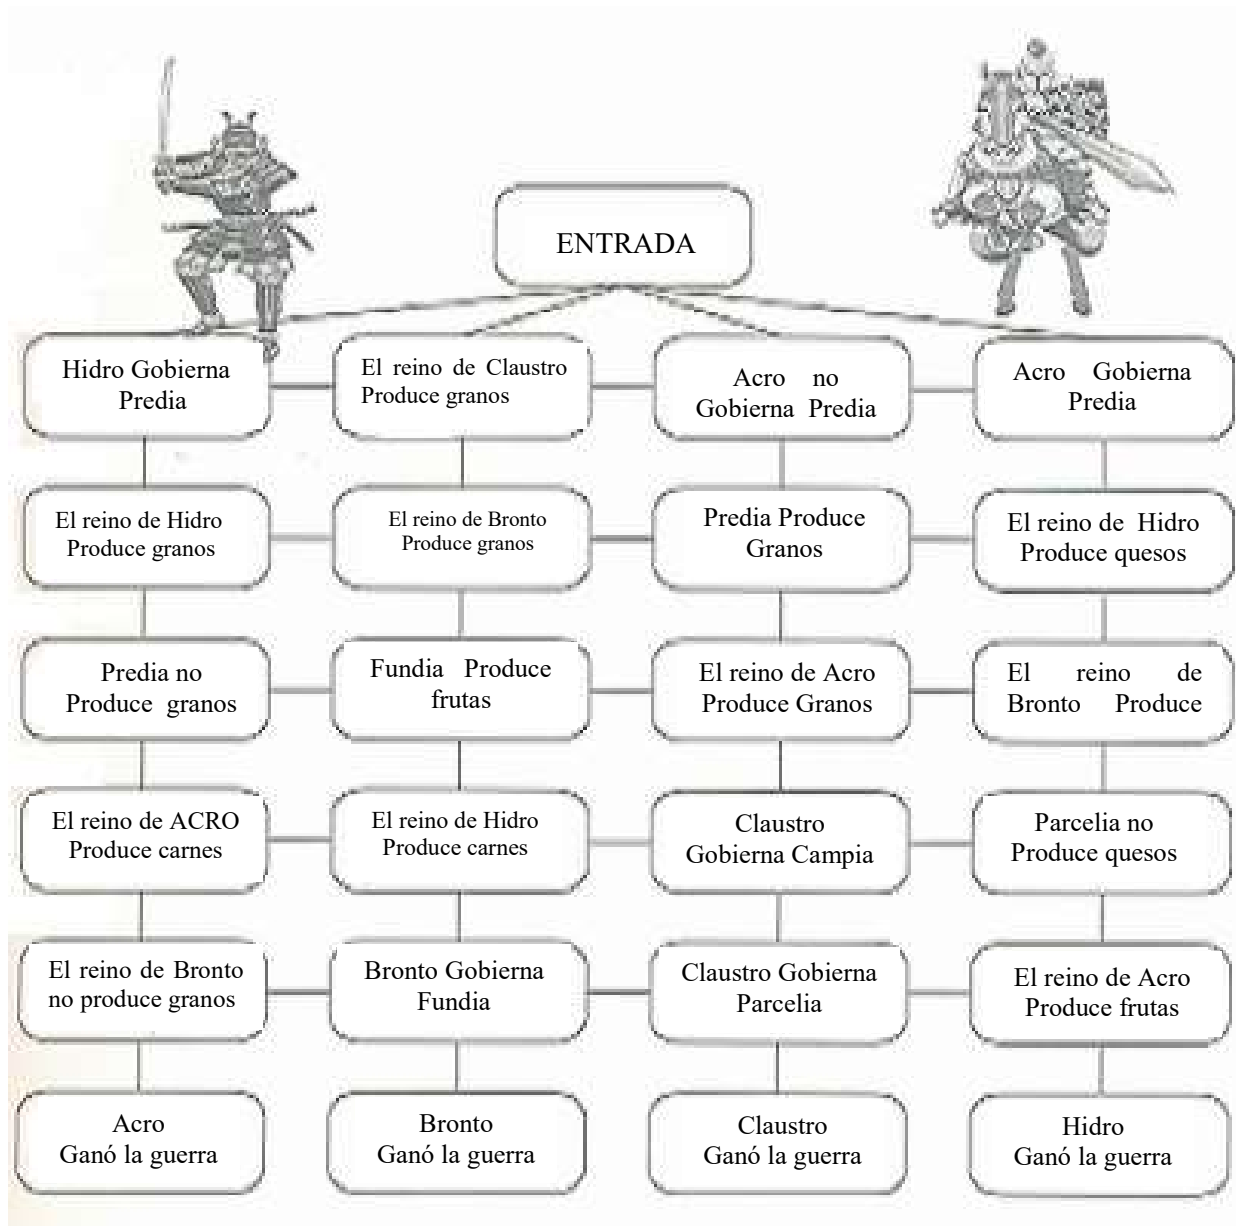 ENTRADA
Hidro Gobierna
Predia
El reino de Claustro
Produce granos
Acro no
Gobierna Predia
Acro Gobierna
Predia
El reino de Hidro
Produce granos
El reino de Bronto
Produce granos
Predia Produce
Granos
El reino de Hidro
Produce quesos
Predia no
Produce granos
Fundia Produce
frutas
El reino de Acro
Produce Granos
El reino de
Bronto Produce
El reino de ACRO
Produce carnes
El reino de Hidro
Produce carnes
Claustro
Gobierna Campia
Parcelia no
Produce quesos
El reino de Bronto
no produce granos
Bronto Gobierna
Fundia
Claustro Gobierna
Parcelia
El reino de Acro
Produce frutas
Acro
Ganó la guerra
Bronto
Ganó la guerra
Claustro
Ganó la guerra
Hidro
Ganó la guerra